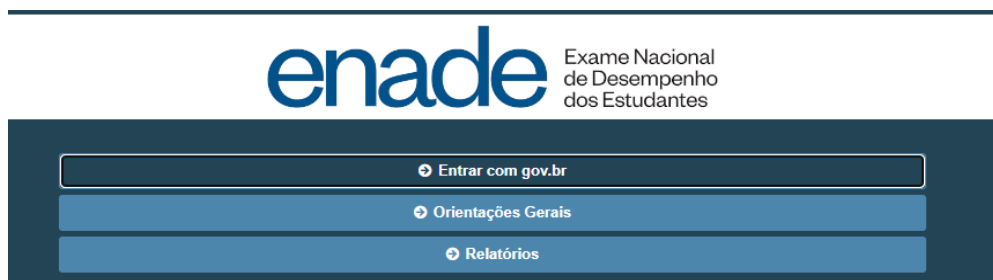 enade
Exame Nacional
de Desempenho
dos Estudantes
Entrar com gov.br
Orientações Gerais
Relatórios